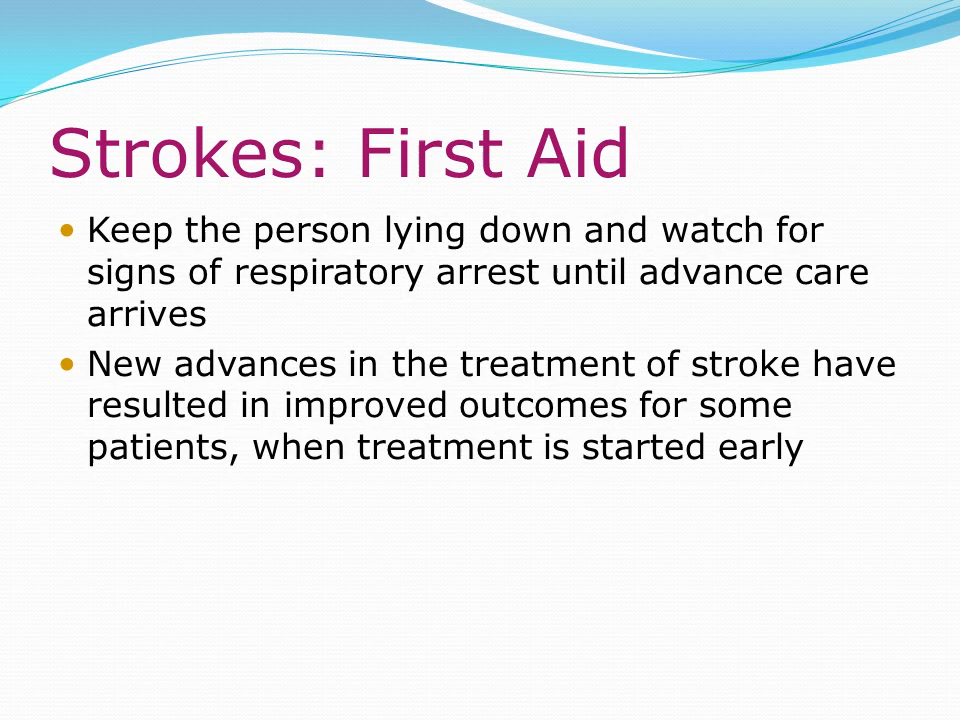 Strokes: First Aid
• Keep the person lying down and watch for
signs of respiratory arrest until advance care
arrives
• New advances in the treatment of stroke have
resulted in improved outcomes for some
patients, when treatment is started early